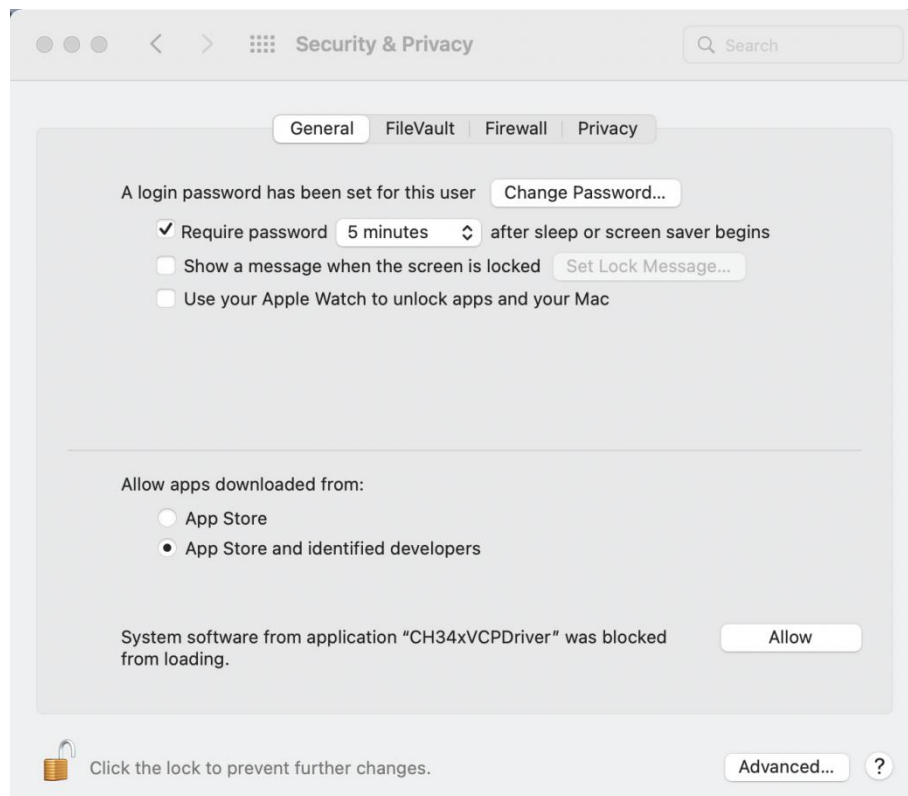 Security & Privacy
Search
General FileVault Firewall Privacy
A login password has been set for this user Change Password...
Require password 5 minutes after sleep or screen saver begins
Show a message when the screen is locked Set Lock Message...
Use your Apple Watch to unlock apps and your Mac
Allow apps downloaded from:
App Store
App Store and identified developers
System software from application “CH34xVCPDriver” was blocked
from loading.
Allow
Click the lock to prevent further changes.
Advanced... ?